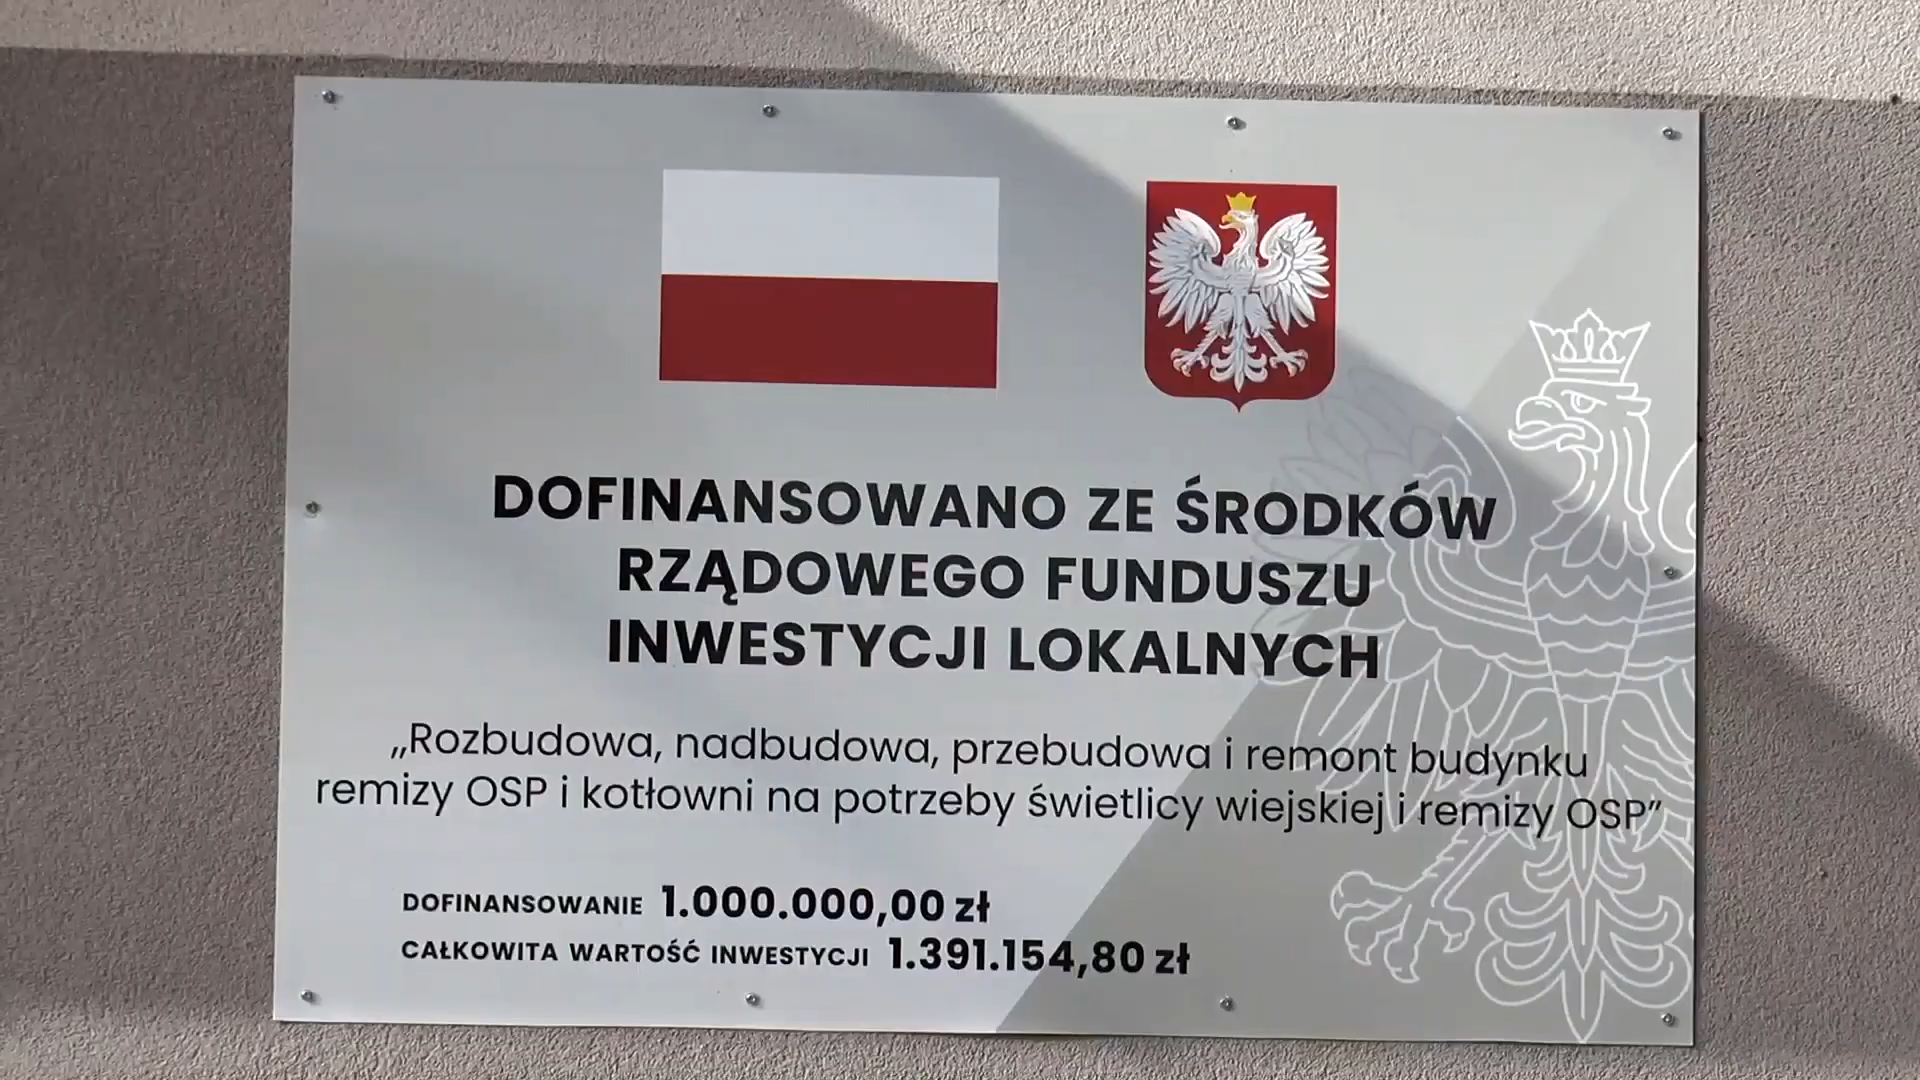 DOFINANSOWANO ZE ŚRODKÓW
RZĄDOWEGO FUNDUSZU
INWESTYCJI LOKALNYCH
„Rozbudowa, nadbudowa, przebudowa i remont budynku
remizy OSP i kotłowni na potrzeby świetlicy wiejskiej i remizy OSP”
DOFINANSOWANIE 1.000.000,00 zł
CAŁKOWITA WARTOŚĆ INWESTYCJI 1.391.154,80 zł